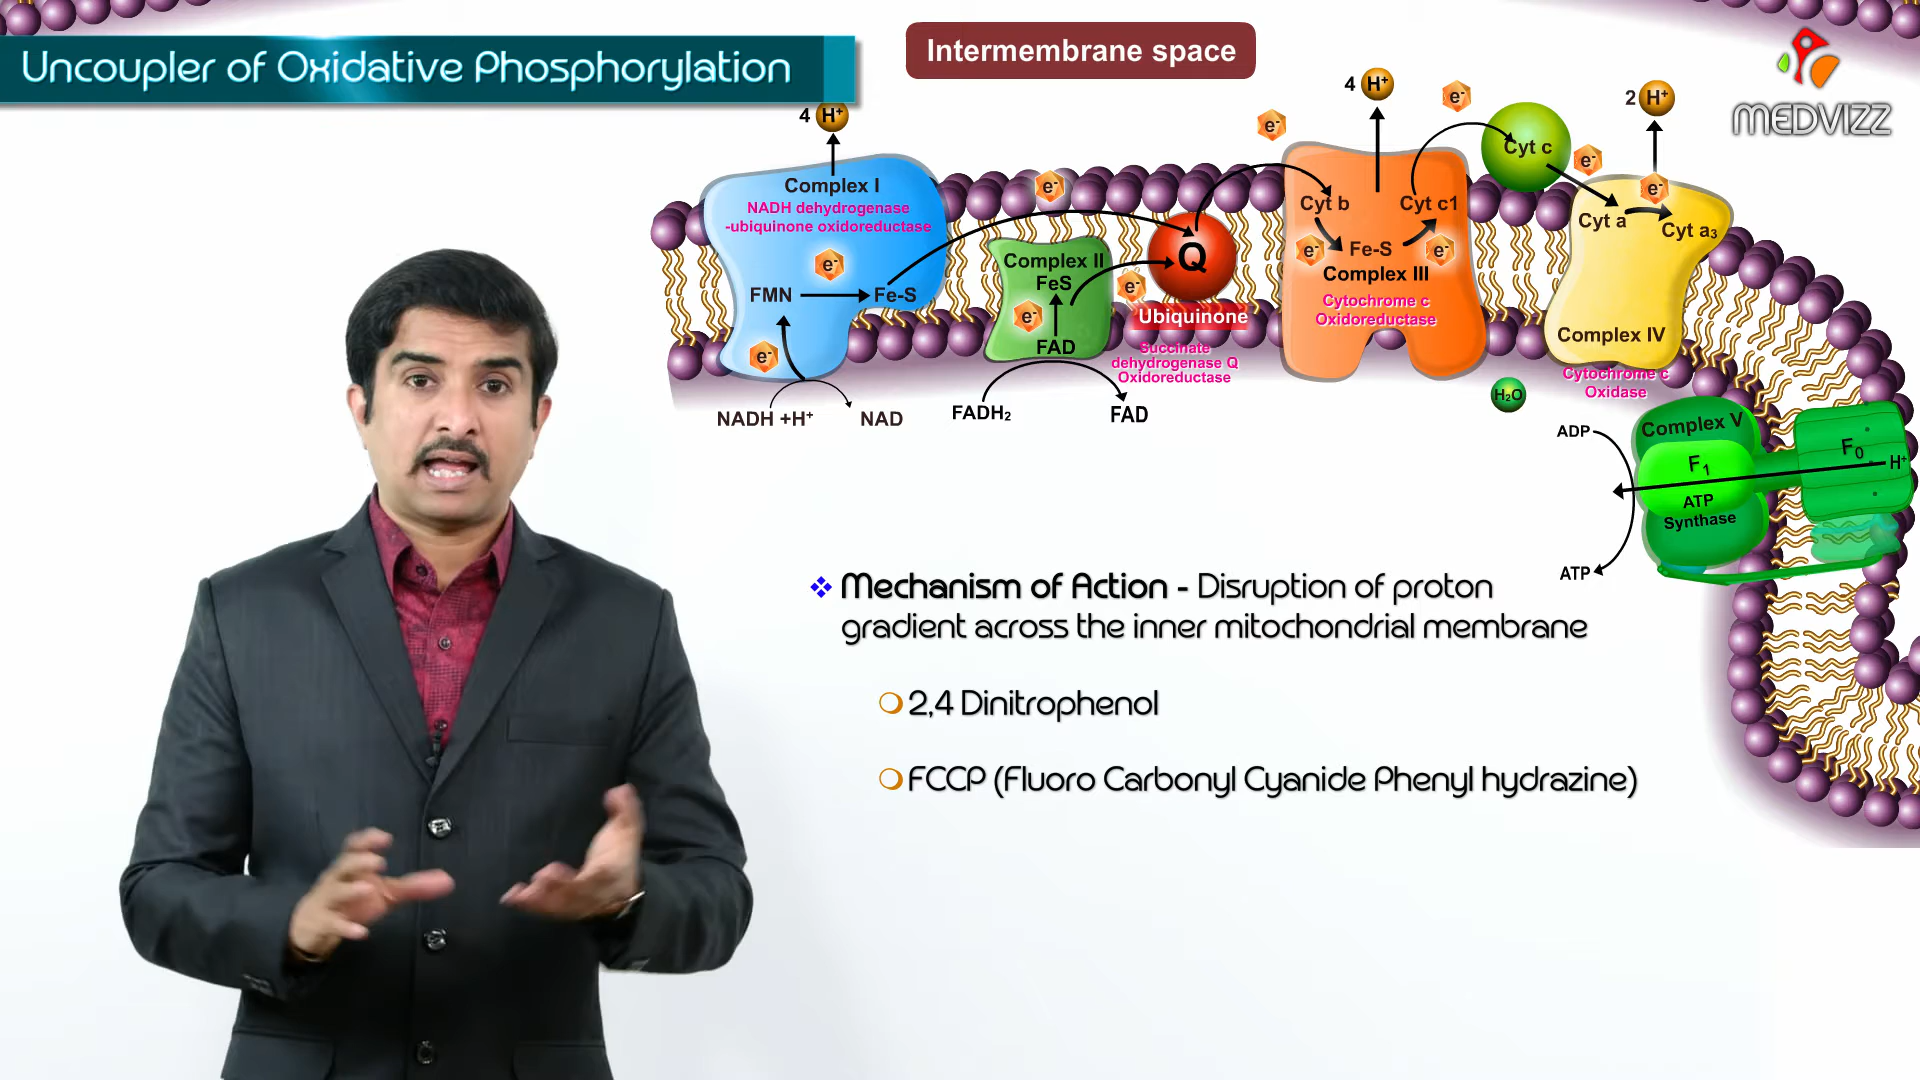 Uncoupler of Oxidative Phosphorylation
Intermembrane space
MEDVIZZ
4 H⁺
4 H⁺
2 H⁺
e⁻
e⁻
e⁻
Cyt c
e⁻
e⁻
Complex I
NADH dehydrogenase
-ubiquinone oxidoreductase
e⁻
FMN
Fe-S
e⁻
NADH +H⁺
NAD
Complex II
FeS
e⁻
FAD
FADH₂
FAD
e⁻
Q
Ubiquinone
Succinate
dehydrogenase Q
Oxidoreductase
Cyt b
Cyt c1
e⁻
Fe-S
e⁻
Complex III
Cytochrome c
Oxidoreductase
Cyt a
Cyt a₃
Complex IV
Cytochrome c
Oxidase
H₂O
ADP
Complex V
F₁
F₀
H⁺
ATP
Synthase
ATP
Mechanism of Action - Disruption of proton
gradient across the inner mitochondrial membrane
2,4 Dinitrophenol
FCCP (Fluoro Carbonyl Cyanide Phenyl hydrazine)